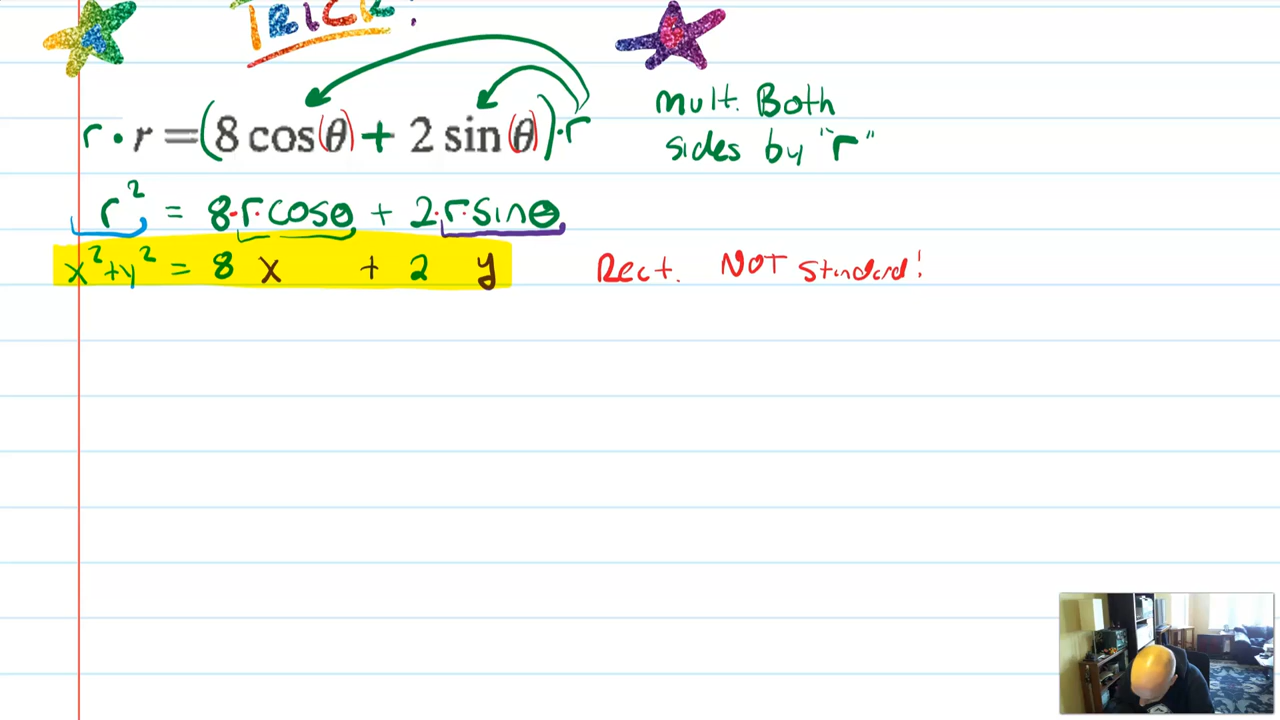 TRICK!
r • r = (8 cos(θ) + 2 sin(θ)) · r
mult. Both
sides by "r"
r² = 8·r·cosθ + 2·r·sinθ
x²+y² = 8 x + 2 y
Rect. NOT Standard!